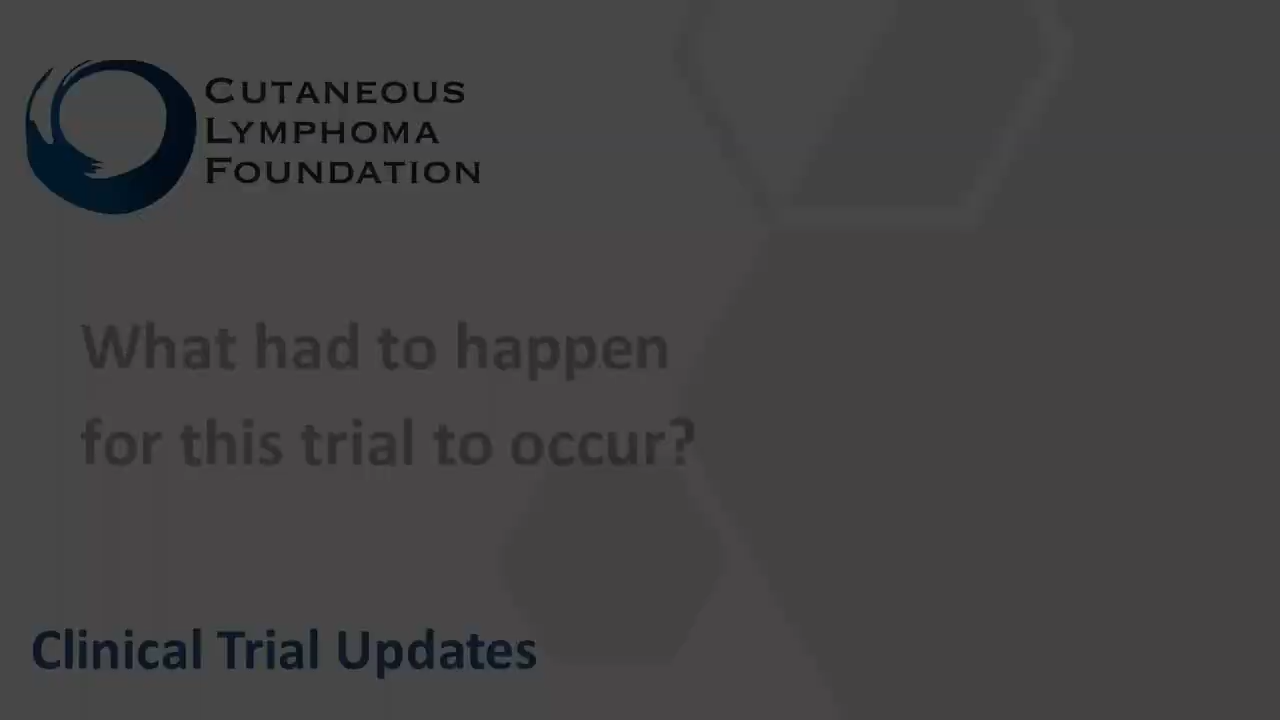 CUTANEOUS
LYMPHOMA
FOUNDATION
What had to happen
for this trial to occur?
Clinical Trial Updates